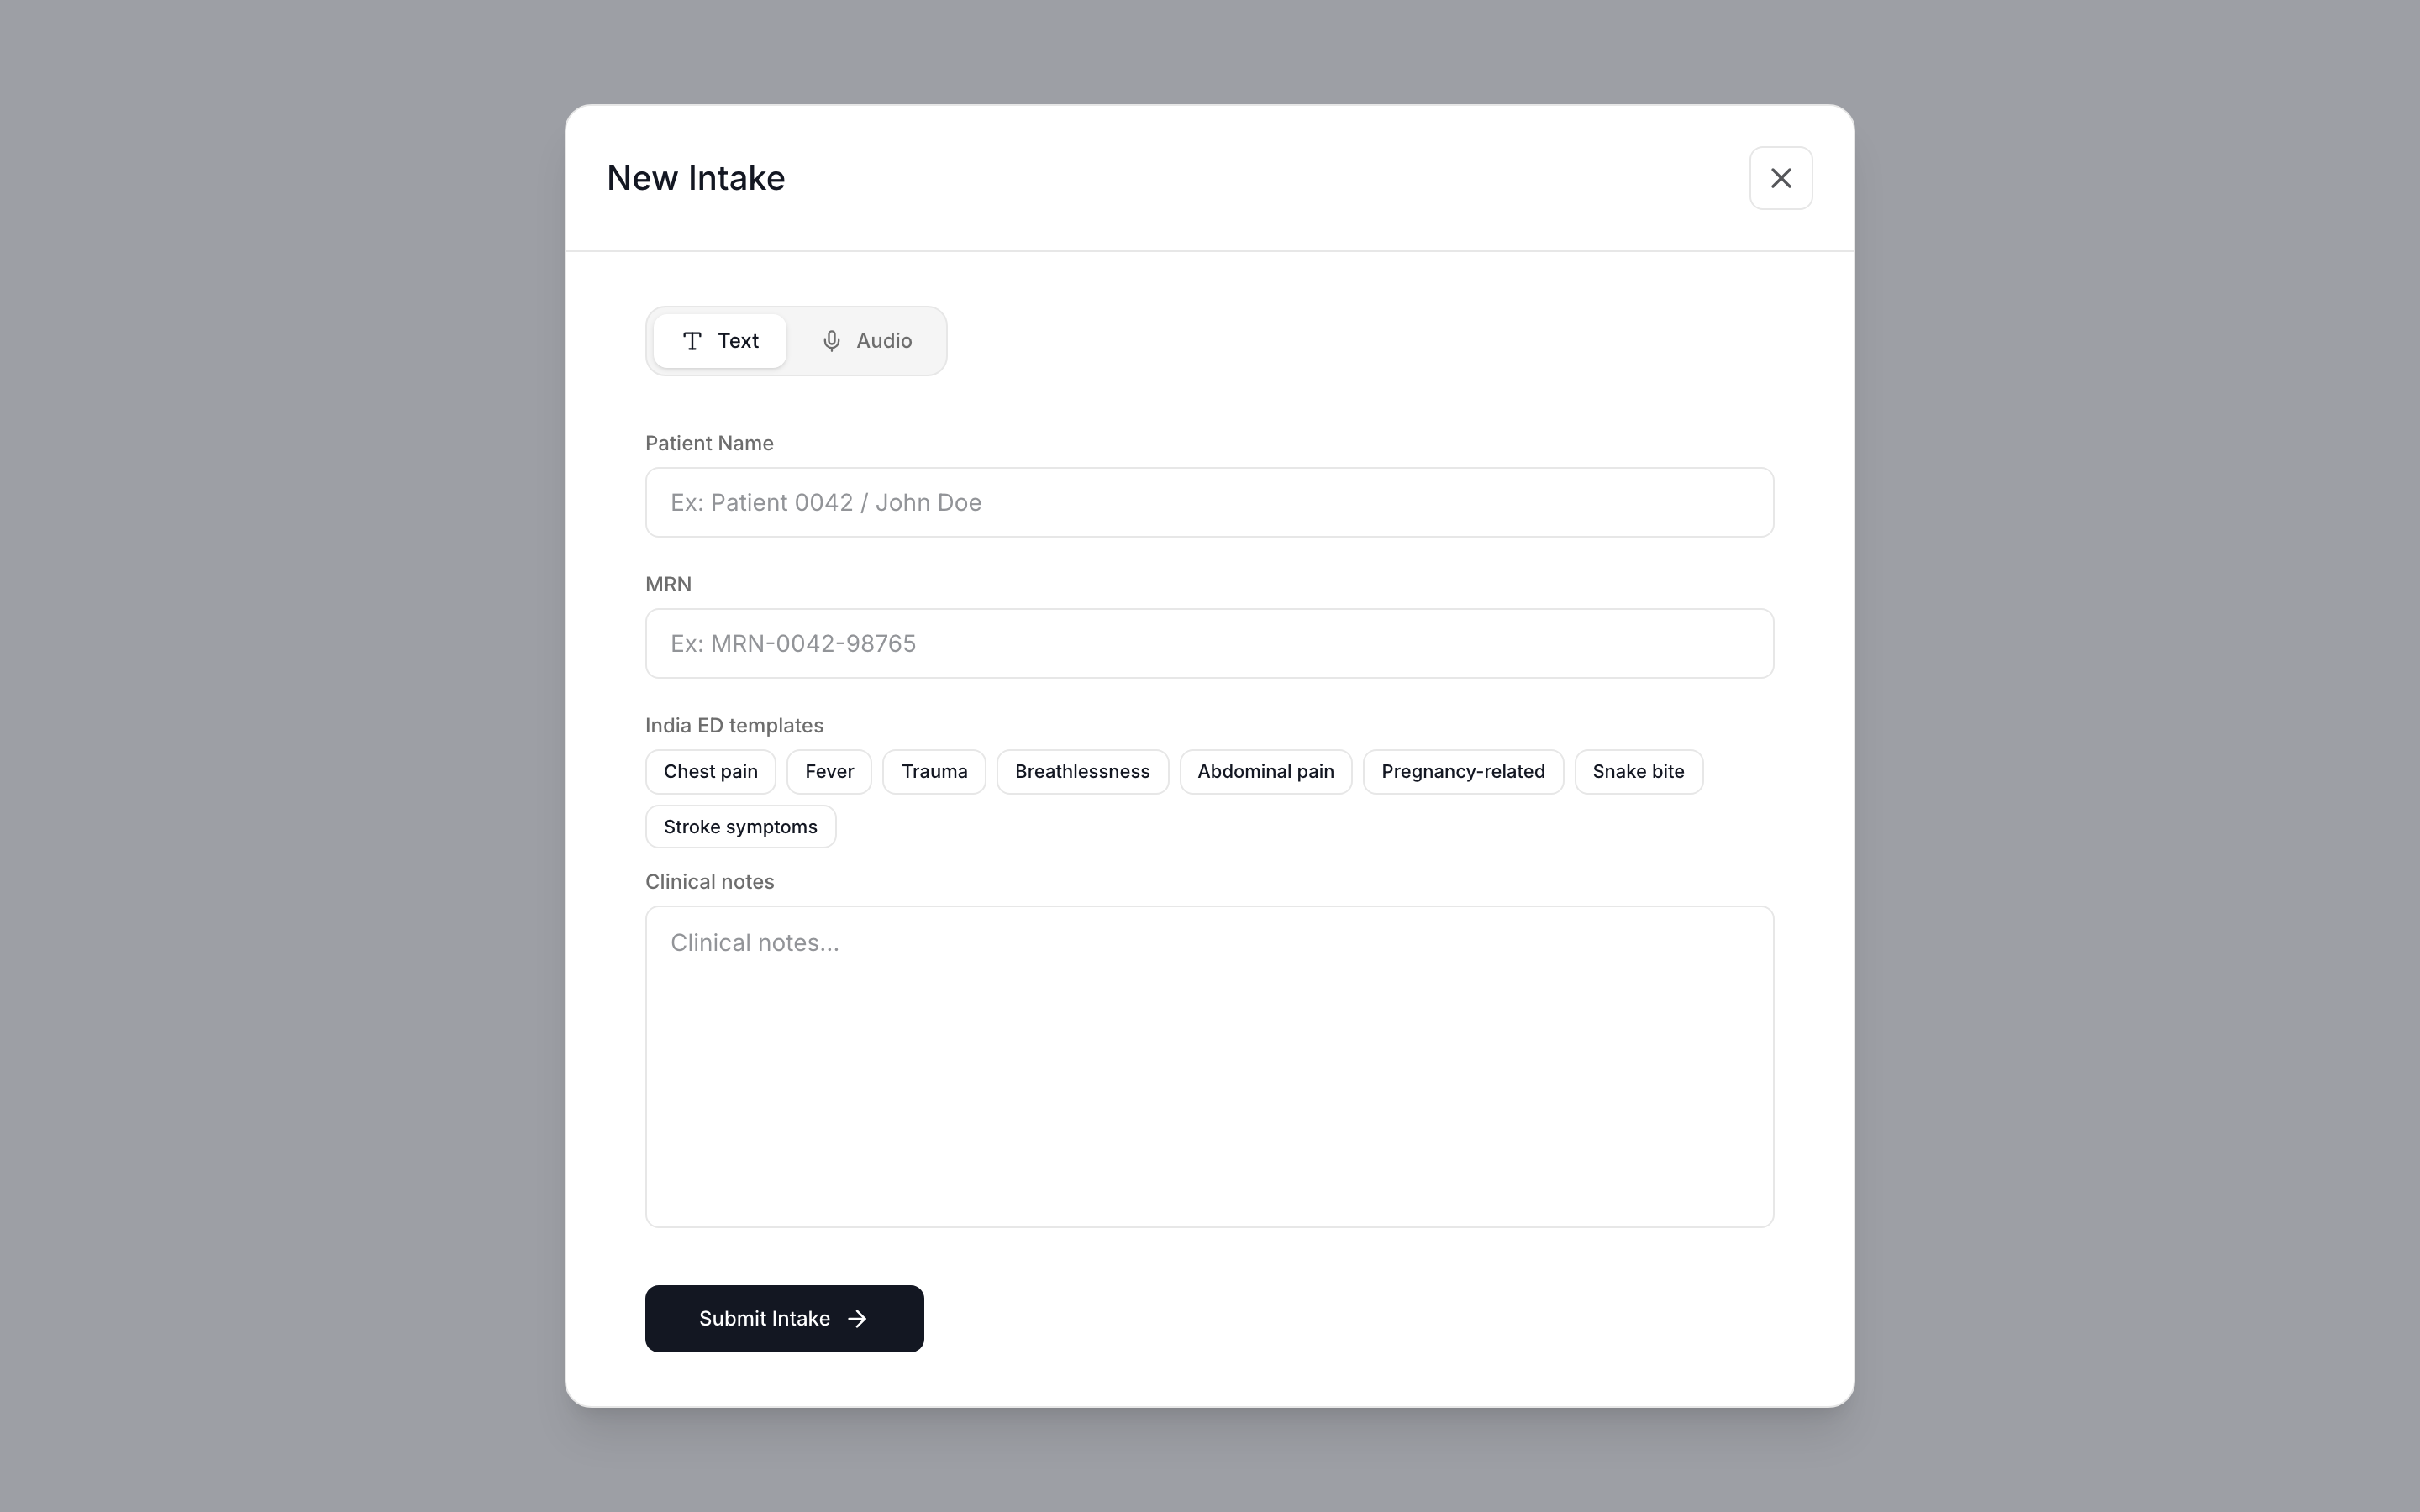 New Intake
Text Audio
Patient Name
Ex: Patient 0042 / John Doe
MRN
Ex: MRN-0042-98765
India ED templates
Chest pain Fever Trauma Breathlessness Abdominal pain Pregnancy-related Snake bite
Stroke symptoms
Clinical notes
Clinical notes...
Submit Intake